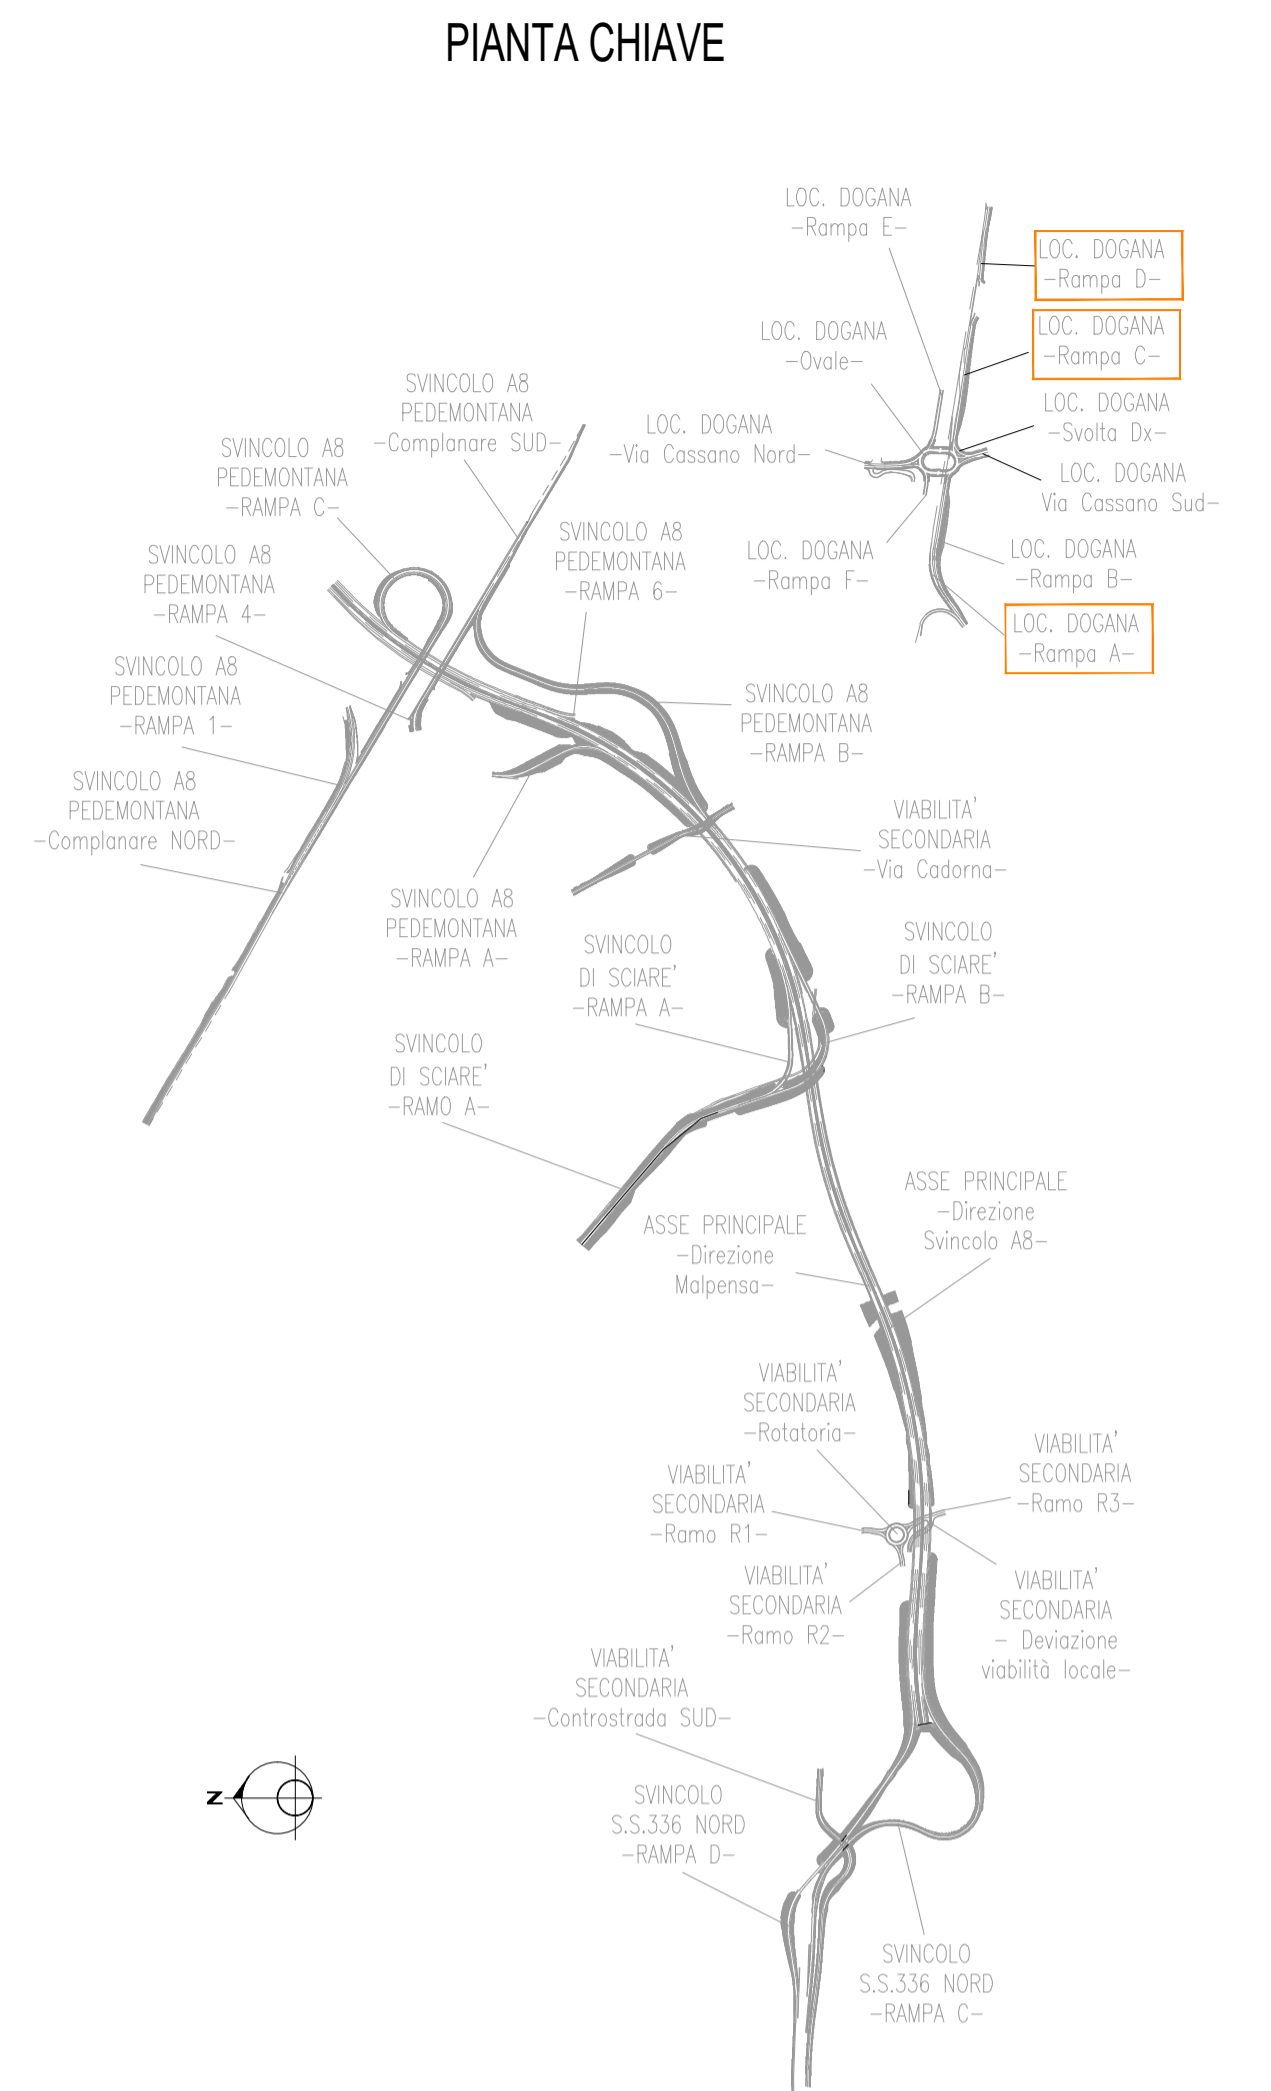 PIANTA CHIAVE
LOC. DOGANA
-Rampa E-
LOC. DOGANA
-Rampa D-
LOC. DOGANA
-Ovale-
LOC. DOGANA
-Rampa C-
SVINCOLO A8
PEDEMONTANA
-Complanare SUD-
LOC. DOGANA
-Svolta Dx-
LOC. DOGANA
-Via Cassano Nord-
SVINCOLO A8
PEDEMONTANA
-RAMPA C-
LOC. DOGANA
Via Cassano Sud-
SVINCOLO A8
PEDEMONTANA
-RAMPA 6-
LOC. DOGANA
-Rampa F-
LOC. DOGANA
-Rampa B-
SVINCOLO A8
PEDEMONTANA
-RAMPA 4-
LOC. DOGANA
-Rampa A-
SVINCOLO A8
PEDEMONTANA
-RAMPA 1-
SVINCOLO A8
PEDEMONTANA
-RAMPA B-
SVINCOLO A8
PEDEMONTANA
-Complanare NORD-
VIABILITA'
SECONDARIA
-Via Cadorna-
SVINCOLO A8
PEDEMONTANA
-RAMPA A-
SVINCOLO
DI SCIARE'
-RAMPA A-
SVINCOLO
DI SCIARE'
-RAMPA B-
SVINCOLO
DI SCIARE'
-RAMO A-
ASSE PRINCIPALE
-Direzione
Svincolo A8-
ASSE PRINCIPALE
-Direzione
Malpensa-
VIABILITA'
SECONDARIA
-Rotatoria-
VIABILITA'
SECONDARIA
-Ramo R3-
VIABILITA'
SECONDARIA
-Ramo R1-
VIABILITA'
SECONDARIA
-Ramo R2-
VIABILITA'
SECONDARIA
- Deviazione
viabilità locale-
VIABILITA'
SECONDARIA
-Controstrada SUD-
N
SVINCOLO
S.S.336 NORD
-RAMPA D-
SVINCOLO
S.S.336 NORD
-RAMPA C-